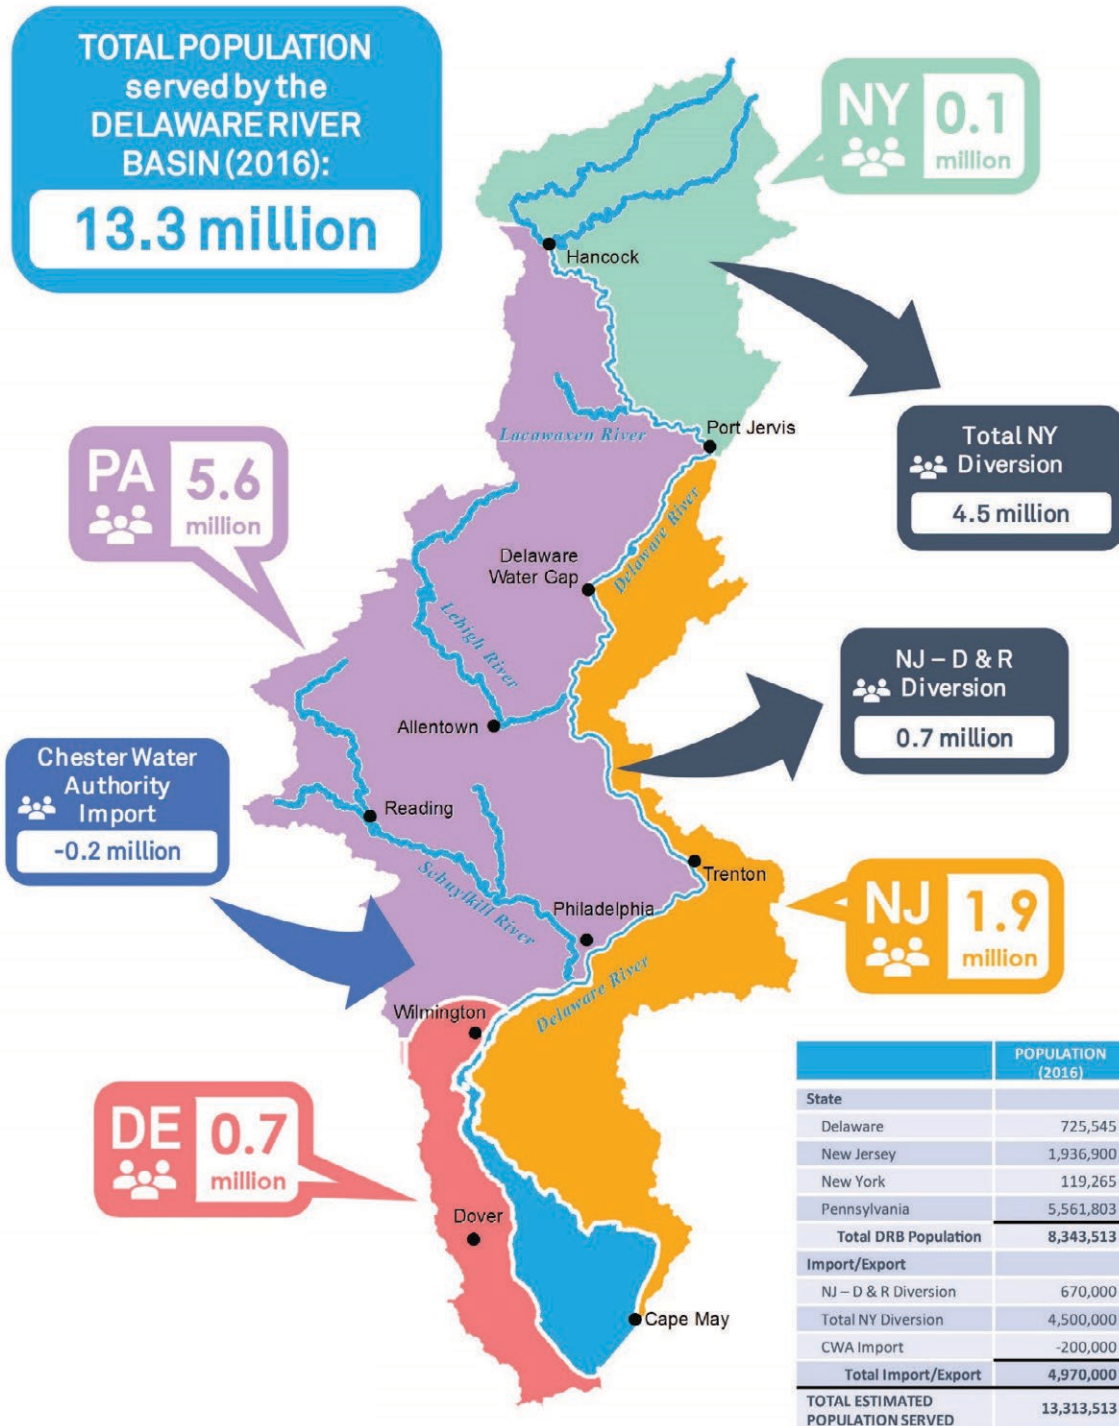 TOTAL POPULATION
served by the
DELAWARE RIVER
BASIN (2016):
13.3 million
NY
0.1
million
Hancock
Total NY
Diversion
4.5 million
Port Jervis
Lacawaxen River
PA
5.6
million
Delaware River
Delaware
Water Gap
Lehigh River
NJ – D & R
Diversion
0.7 million
Allentown
Chester Water
Authority
Import
-0.2 million
Reading
Trenton
Schuylkill River
Philadelphia
NJ
1.9
million
Delaware River
Wilmington
DE
0.7
million
Dover
Cape May
POPULATION
(2016)
State
Delaware 725,545
New Jersey 1,936,900
New York 119,265
Pennsylvania 5,561,803
Total DRB Population 8,343,513
Import/Export
NJ – D & R Diversion 670,000
Total NY Diversion 4,500,000
CWA Import -200,000
Total Import/Export 4,970,000
TOTAL ESTIMATED
POPULATION SERVED 13,313,513